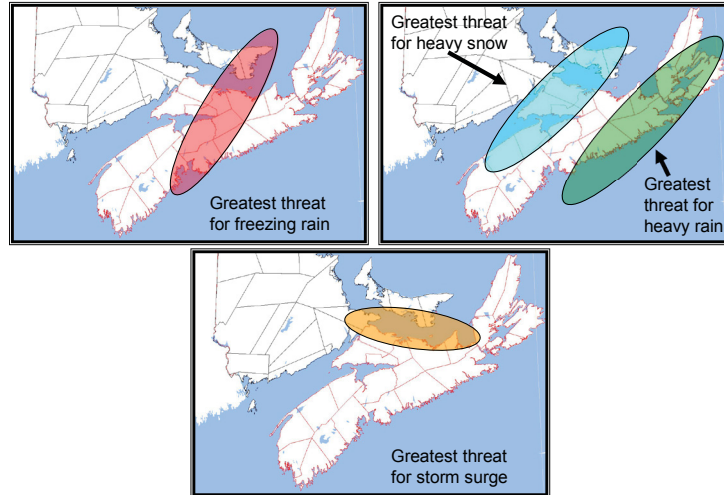 Greatest threat
for freezing rain
Greatest threat
for heavy snow
Greatest
threat for
heavy rain
Greatest threat
for storm surge